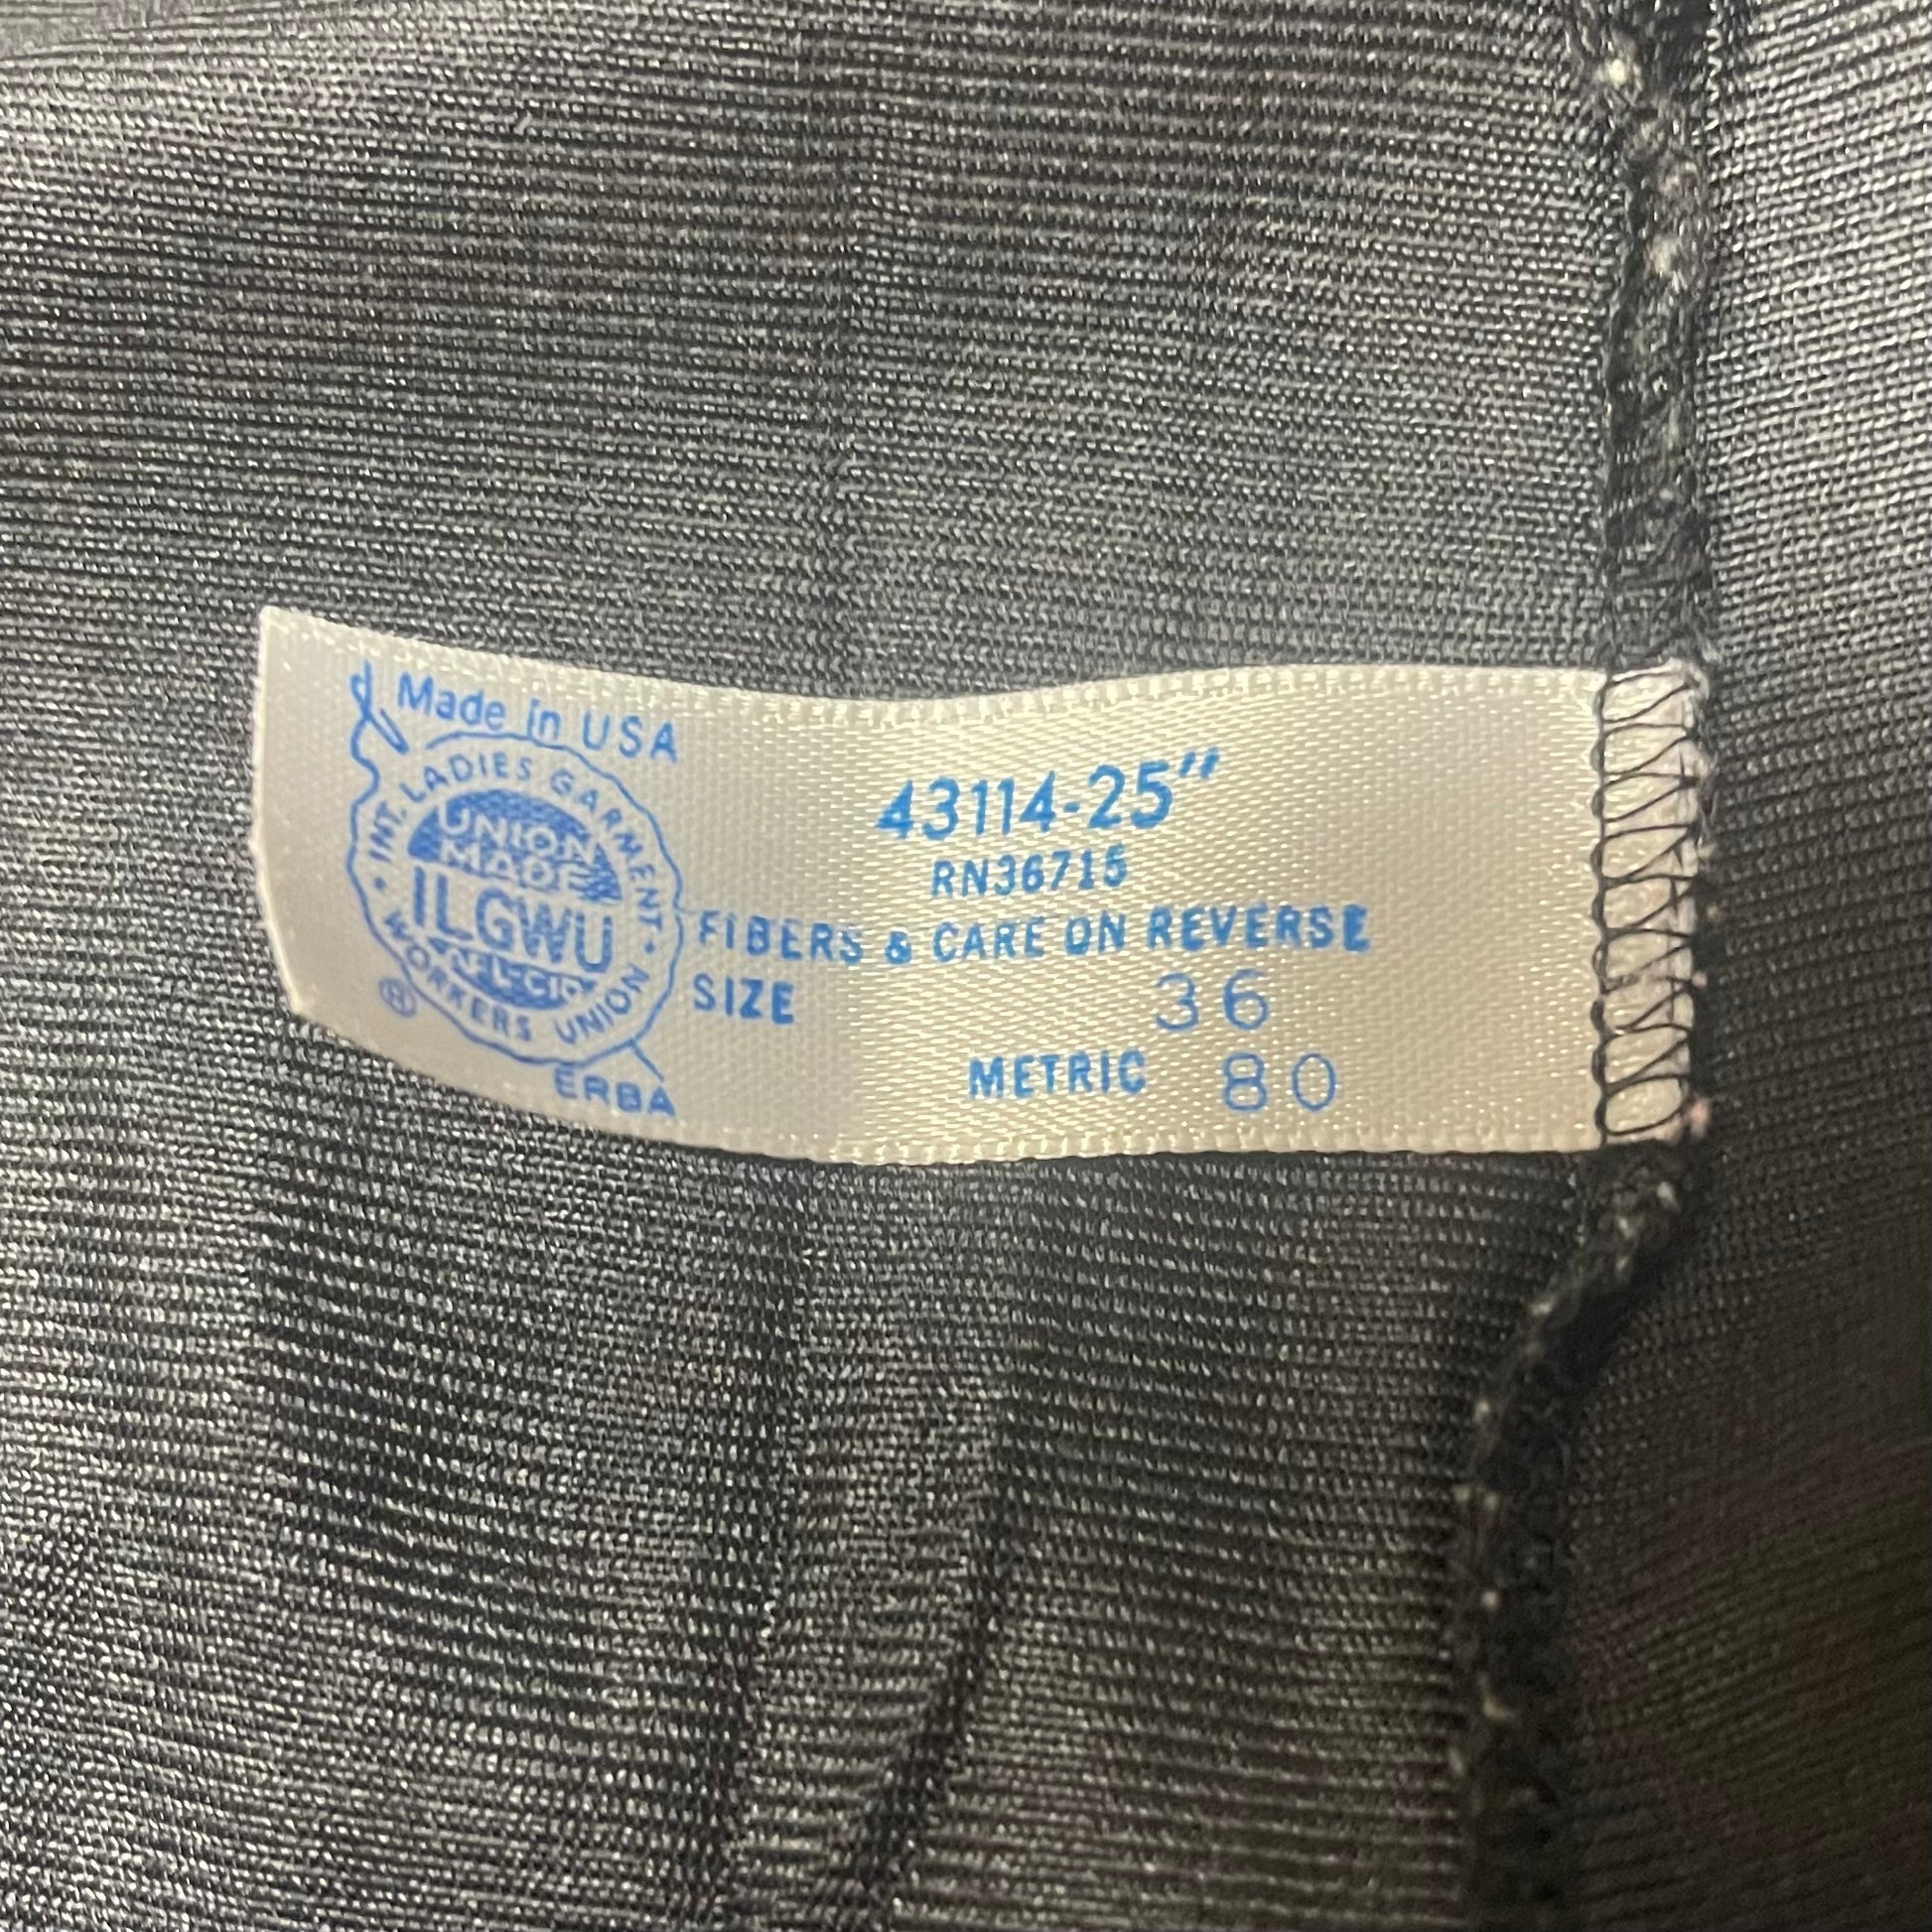 Made in USA
INT. LADIES GARMENT WORKERS UNION
UNION
MADE
ILGWU
AFL-CIO
®
ERBA
43114-25"
RN36715
FIBERS & CARE ON REVERSE
SIZE 36
METRIC 80